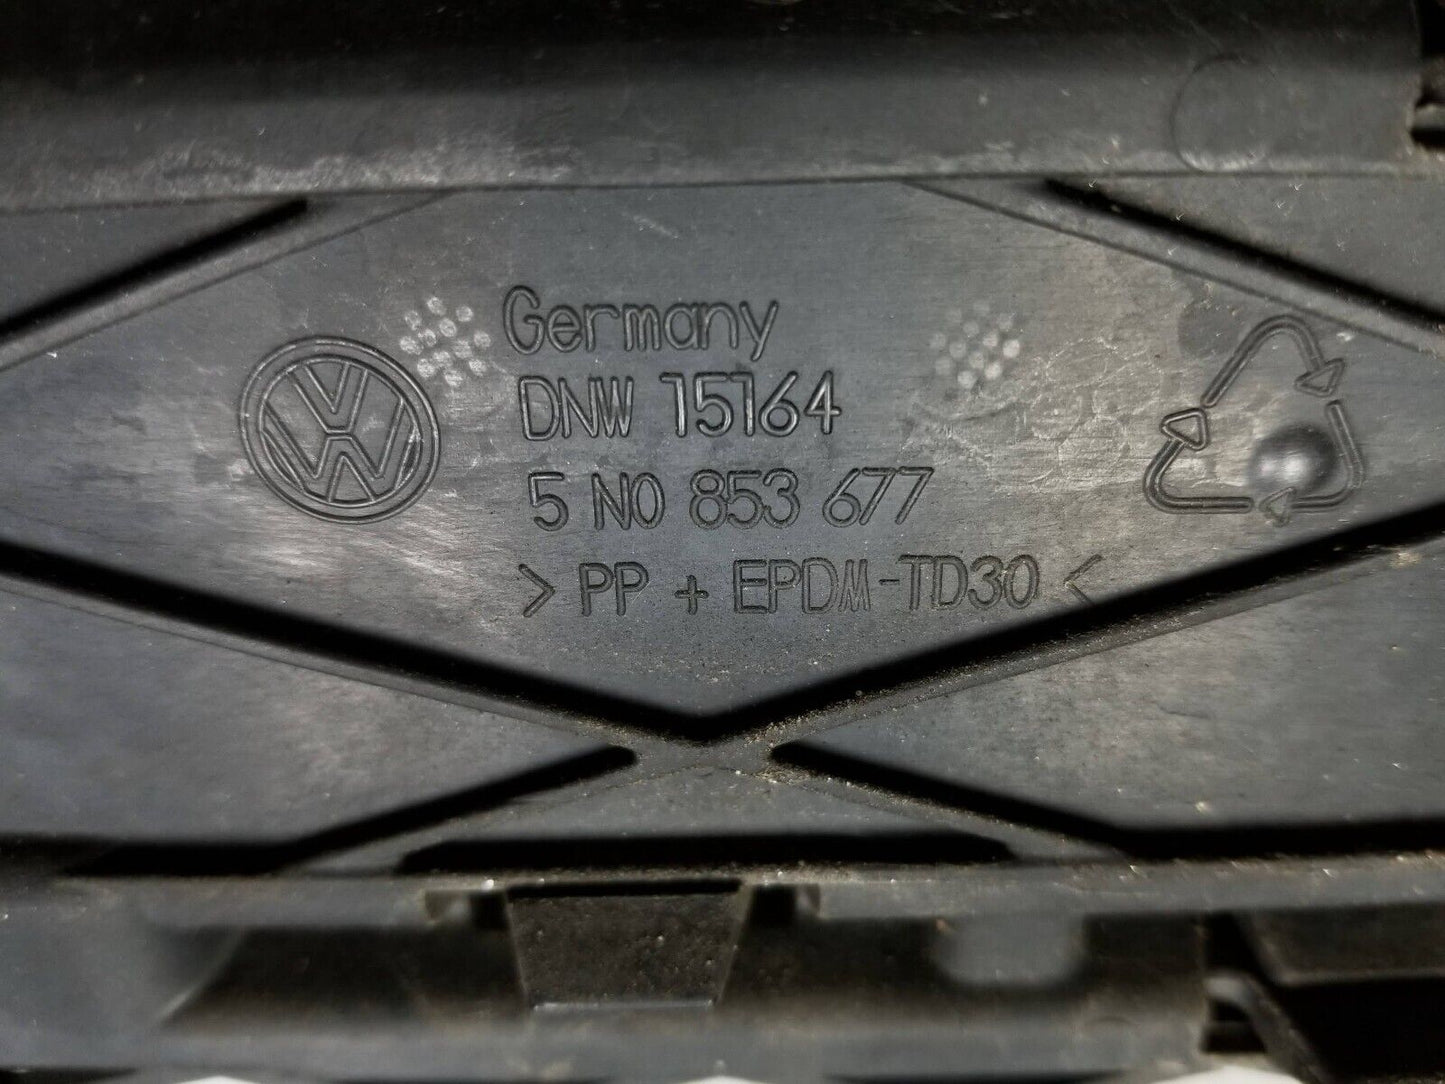 Germany
DNW 15164
5 N0 853 677
> PP + EPDM-TD30 <